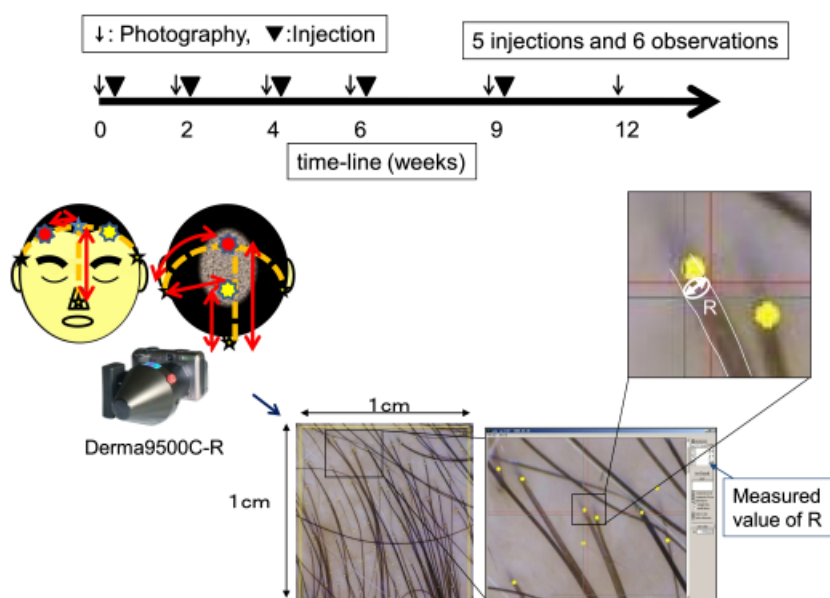 ↓: Photography, ▼:Injection
5 injections and 6 observations
0 2 4 6 9 12
time-line (weeks)
R
Derma9500C-R
1cm
1cm
Measured
value of R